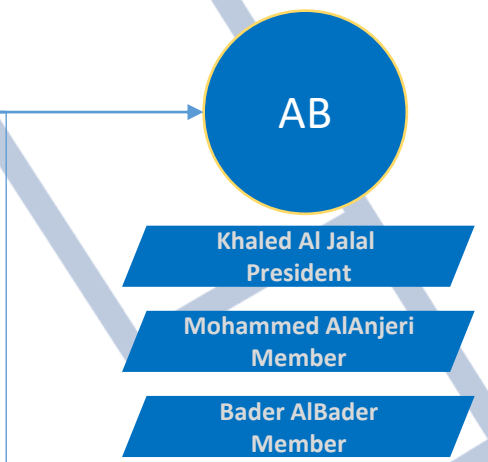 AB
Khaled Al Jalal
President
Mohammed AlAnjeri
Member
Bader AlBader
Member